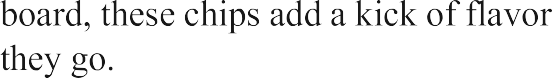 board, these chips add a kick of flavor
they go.